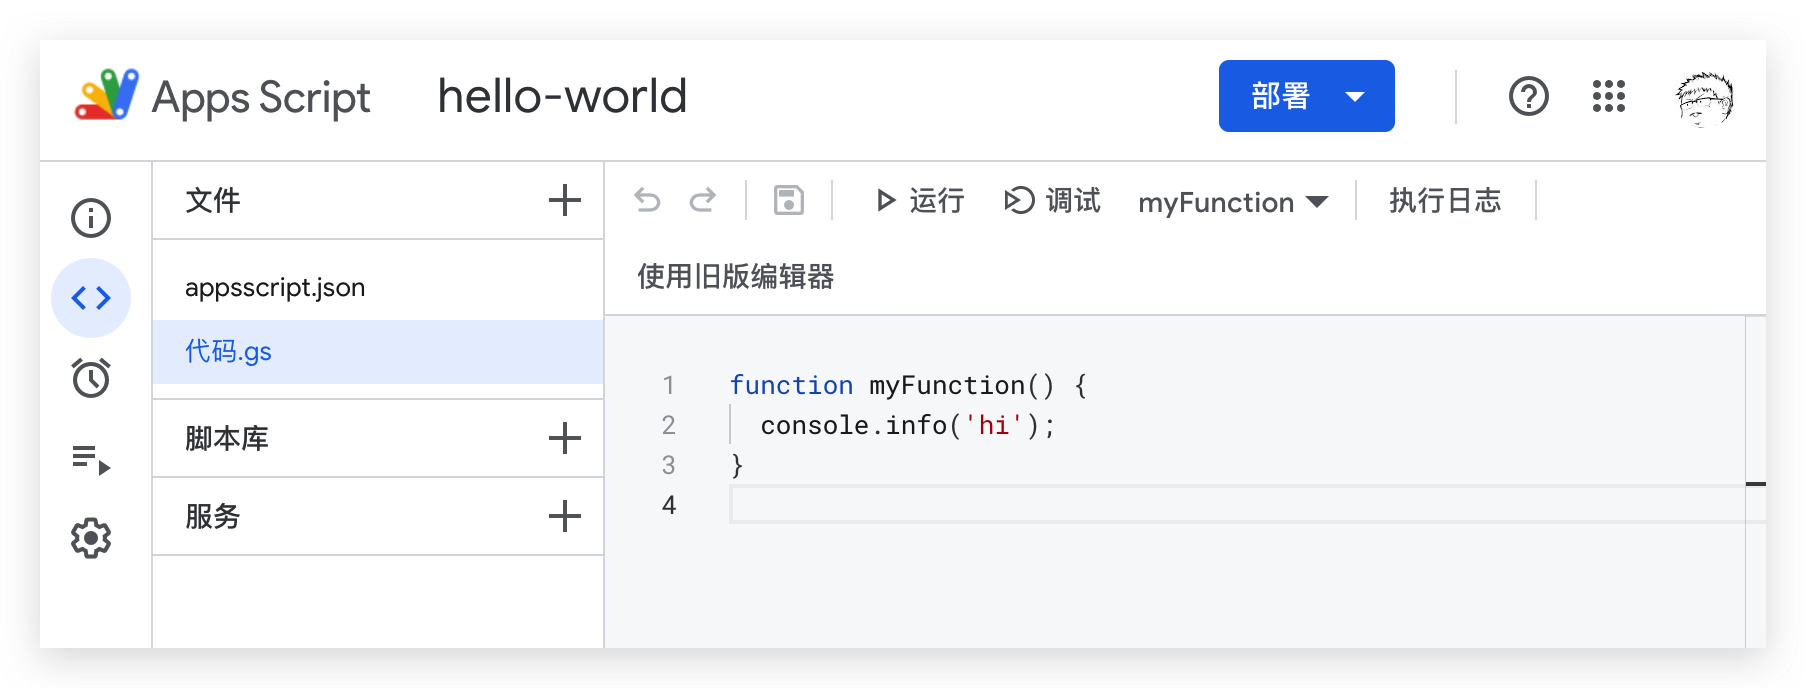 Apps Script hello-world 部署
文件
appsscript.json
代码.gs
脚本库
服务
运行 调试 myFunction 执行日志
使用旧版编辑器
1 function myFunction() {
2 console.info('hi');
3 }
4